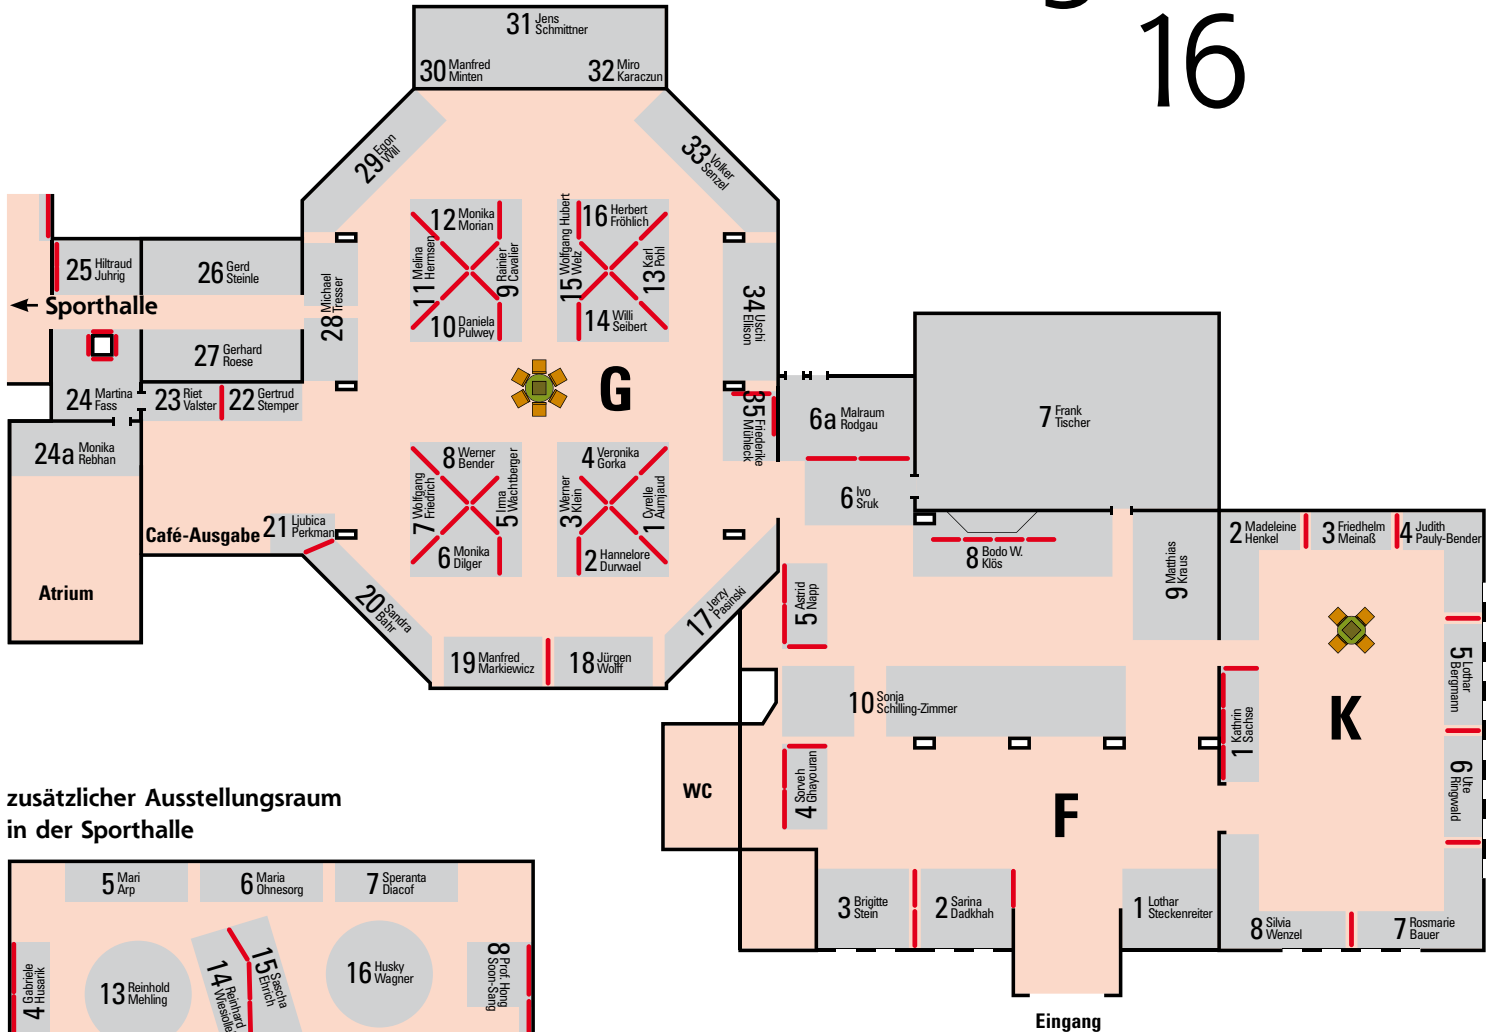 16
31 Jens
Schmittner
30 Manfred
Minten
32 Miro
Karaczun
29 Egon
Will
33 Volker
Senzel
12 Monika
Morian
11 Melina
Hermsen
9 Rainier
Cavalier
10 Daniela
Pulwey
16 Herbert
Fröhlich
15 Wolfgang Hubert
Welz
13 Karl
Pohl
14 Willi
Seibert
25 Hiltraud
Juhrig
26 Gerd
Steinle
Sporthalle
28 Michael
Tresser
27 Gerhard
Roese
34 Uschi
Ellison
G
24 Martina
Fass
23 Riet
Valster
22 Gertrud
Stemper
35 Friederike
Mühleck
6a Malraum
Rodgau
7 Frank
Tischer
24a Monika
Rebhan
8 Werner
Bender
7 Wolfgang
Friedrich
5 Irma
Wachtberger
6 Monika
Dilger
4 Veronika
Gorka
3 Werner
Klein
1 Cyrelle
Aumjaud
2 Hannelore
Durwael
6 Ivo
Sruk
Café-Ausgabe
21 Ljubica
Perkman
8 Bodo W.
Klös
9 Matthias
Kraus
2 Madeleine
Henkel
3 Friedhelm
Meinaß
4 Judith
Pauly-Bender
Atrium
20 Sandra
Bahr
17 Jerzy
Pasinski
5 Astrid
Napp
19 Manfred
Markiewicz
18 Jürgen
Wolff
5 Lothar
Bergmann
10 Sonja
Schilling-Zimmer
1 Kathrin
Sachse
K
6 Ute
Ringwald
WC
4 Sorveh
Ghayouran
F
3 Brigitte
Stein
2 Sarina
Dadkhah
1 Lothar
Steckenreiter
8 Silvia
Wenzel
7 Rosmarie
Bauer
Eingang
zusätzlicher Ausstellungsraum
in der Sporthalle
5 Mari
Arp
6 Maria
Ohnesorg
7 Speranta
Diacof
4 Gabriele
Husarik
13 Reinhold
Mehling
14 Reinhard
15 Sascha
Ehrich
16 Husky
Wagner
8 Prof. Hong
Soon-Sang